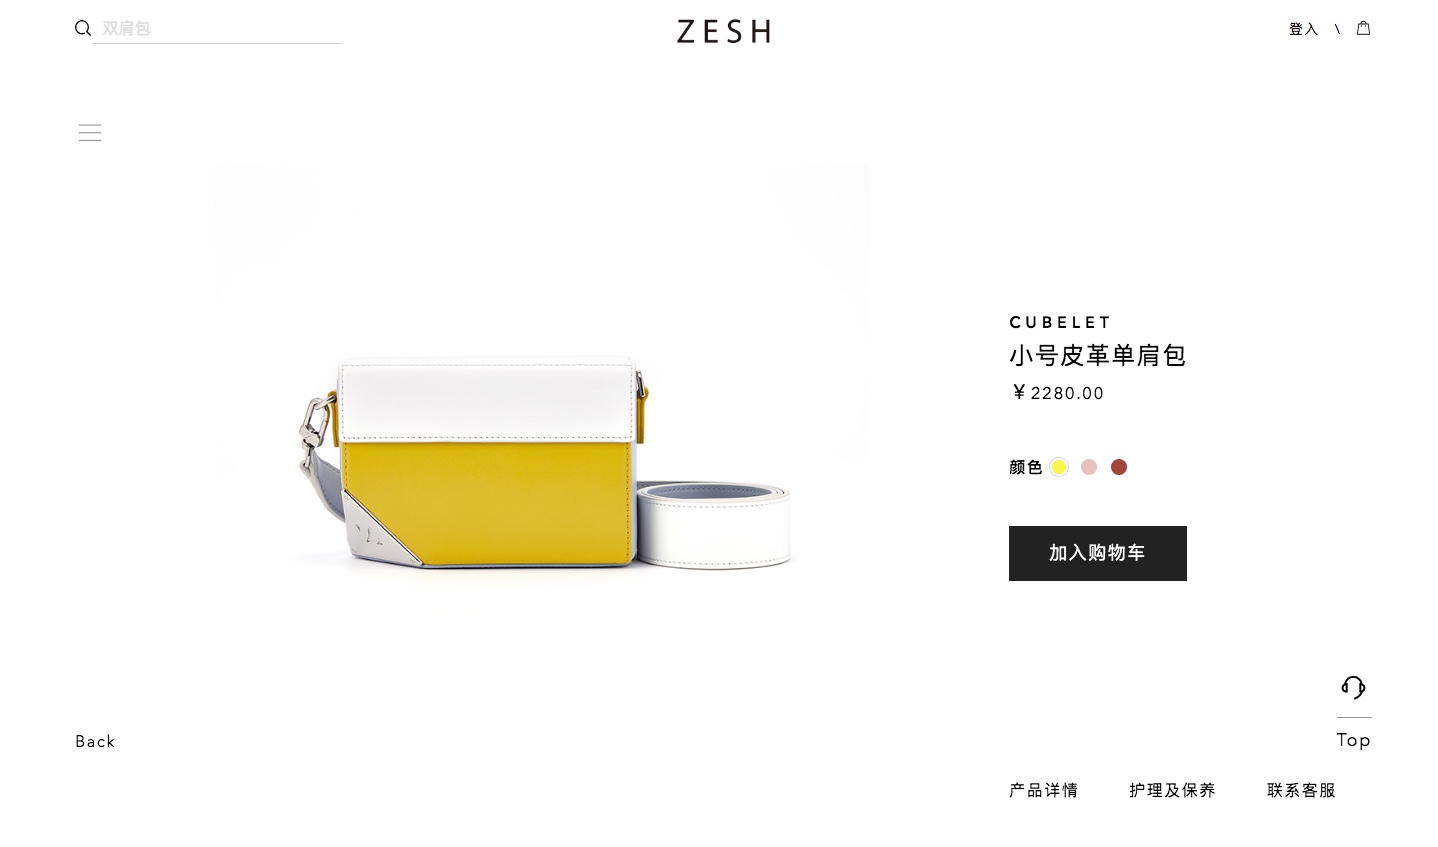 双肩包
ZESH
登入 \
CUBELET
小号皮革单肩包
￥2280.00
颜色
加入购物车
Back
Top
产品详情 护理及保养 联系客服